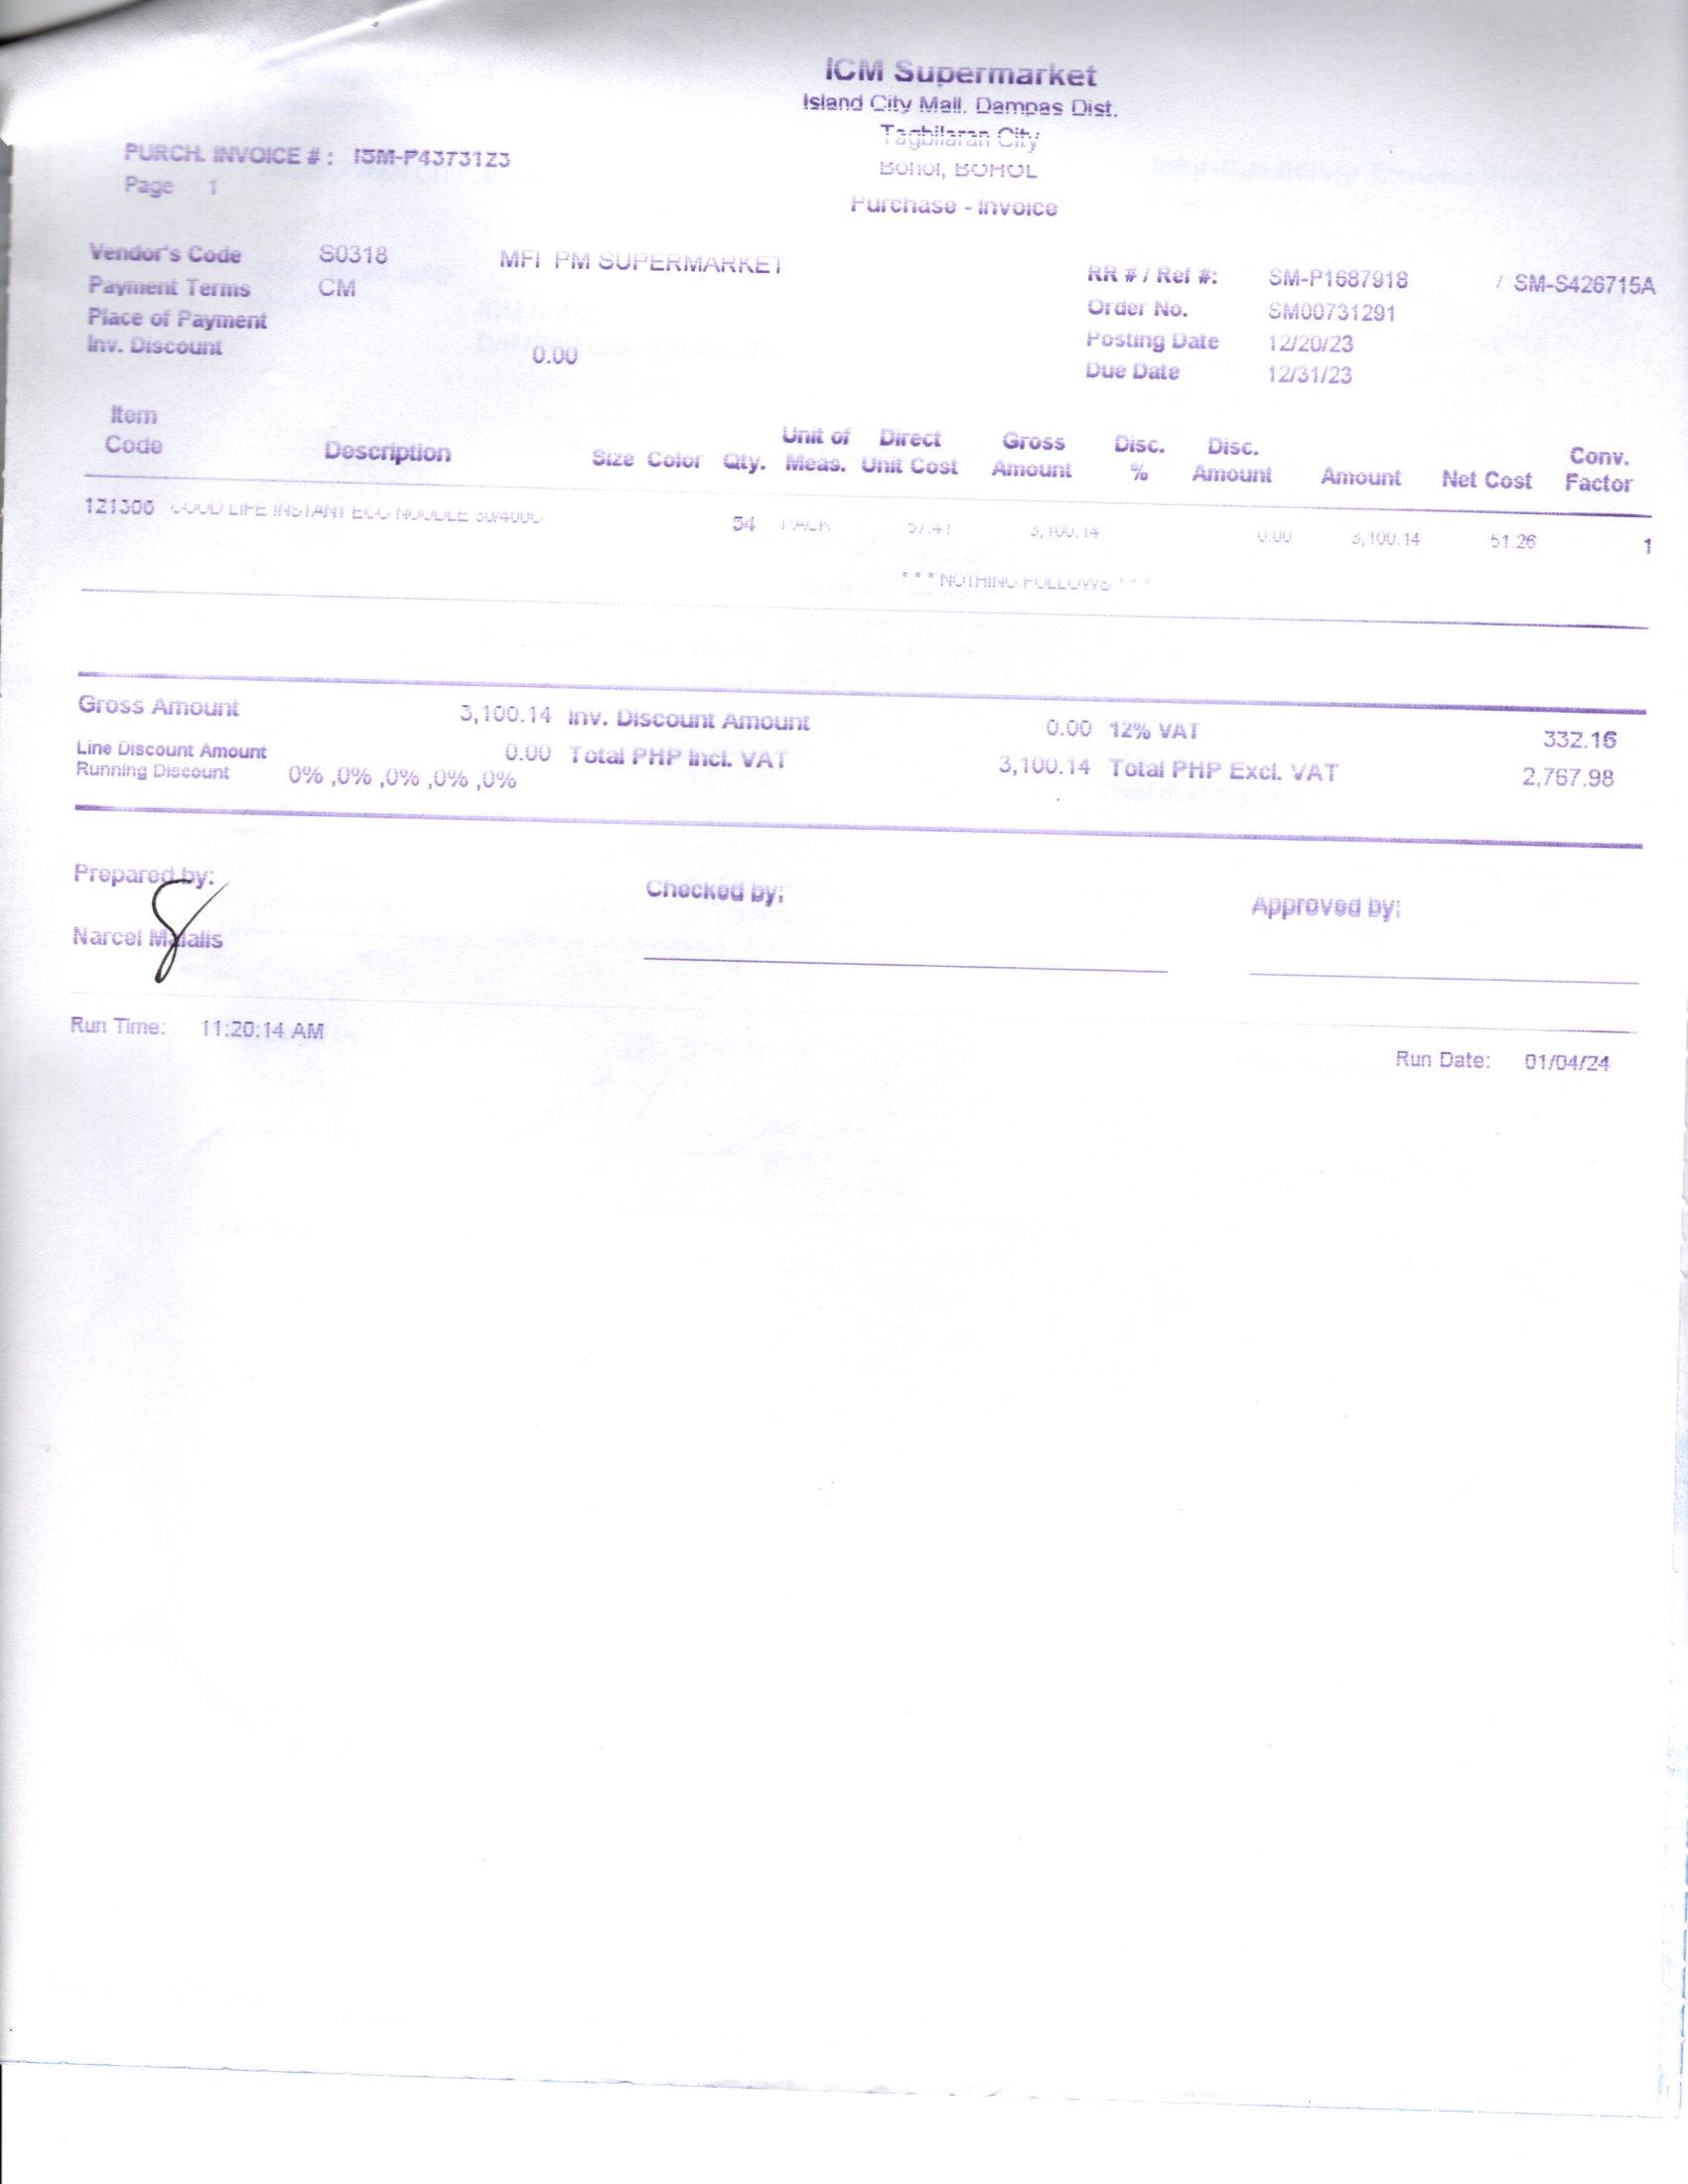 ICM Supermarket
Island City Mall, Dampas Dist.
Tagbilaran City
Bohol, BOHOL
Purchase - Invoice
PURCH. INVOICE # : ISM-P4373123
Page 1
Vendor's Code S0318 MFI PM SUPERMARKET
Payment Terms CM
Place of Payment
Inv. Discount 0.00
RR # / Ref #: SM-P1687918 / SM-S426715A
Order No. SM00731291
Posting Date 12/20/23
Due Date 12/31/23
Item Code Description Size Color Qty. Unit of Meas. Direct Unit Cost Gross Amount Disc. % Disc. Amount Amount Net Cost Conv. Factor
121306 GOOD LIFE INSTANT EGG NOODLE 30/400G 54 PACK 57.41 3,100.14 0.00 3,100.14 51.26 1
* * * NOTHING FOLLOWS * * *
Gross Amount 3,100.14 Inv. Discount Amount 0.00 12% VAT 332.16
Line Discount Amount 0.00 Total PHP Incl. VAT 3,100.14 Total PHP Excl. VAT 2,767.98
Running Discount 0% ,0% ,0% ,0% ,0%
Prepared by: Checked by: Approved by:
Narcel
Run Time: 11:20:14 AM
Run Date: 01/04/24